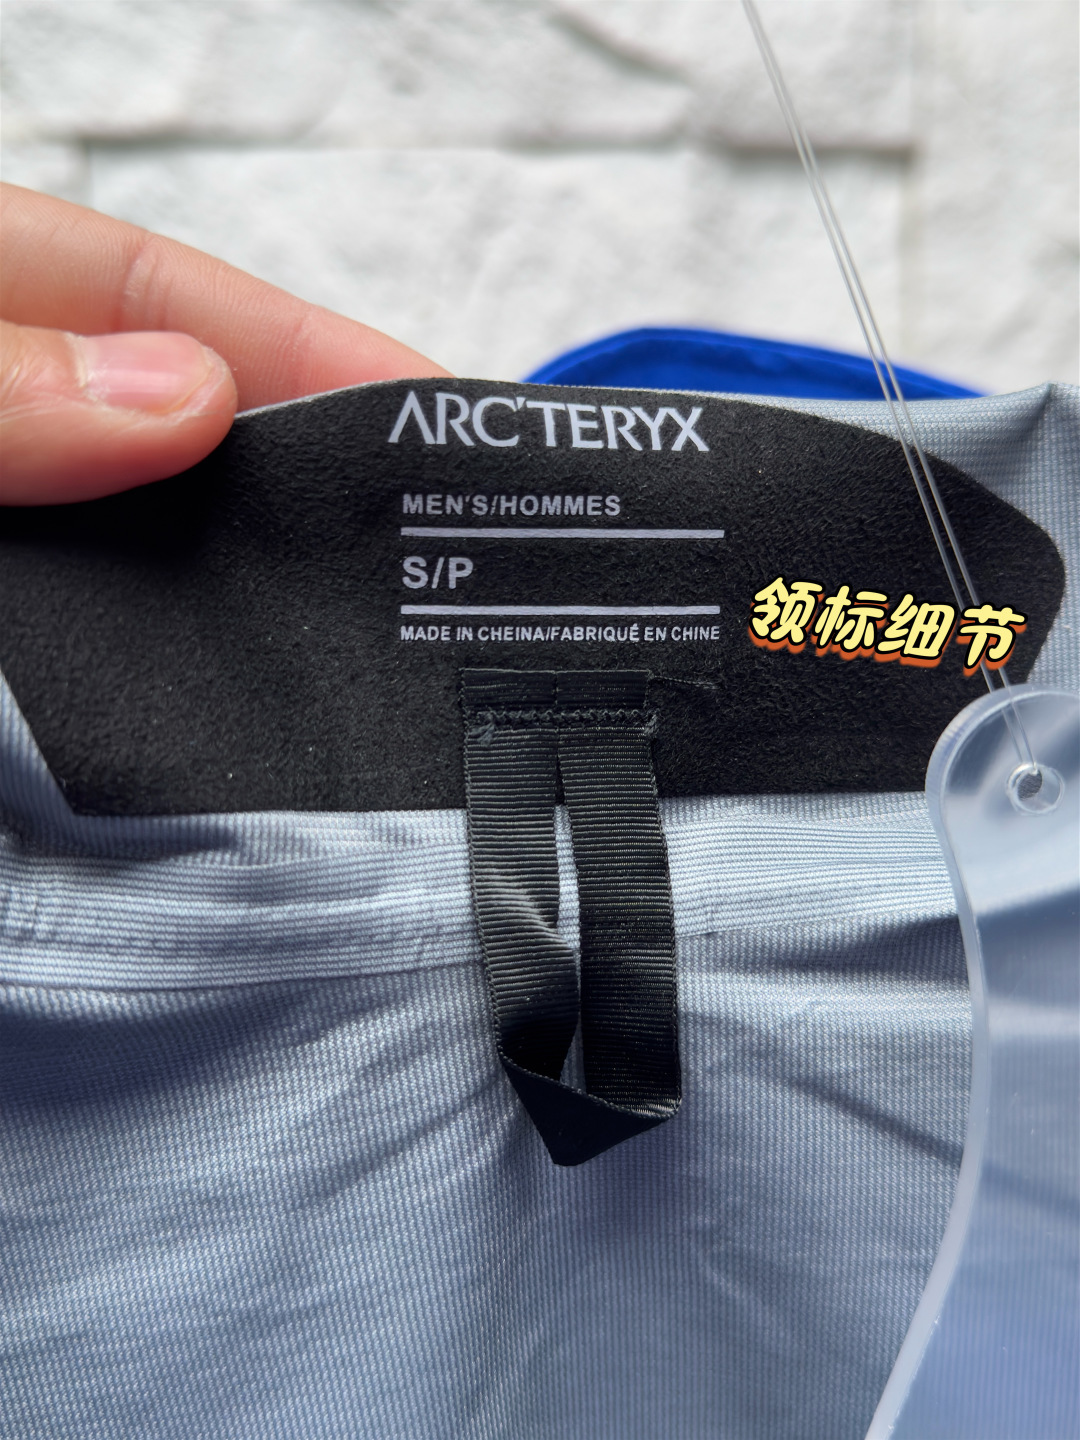 ARC'TERYX
MEN'S/HOMMES
S/P
MADE IN CHEINA/FABRIQUÉ EN CHINE
领标细节